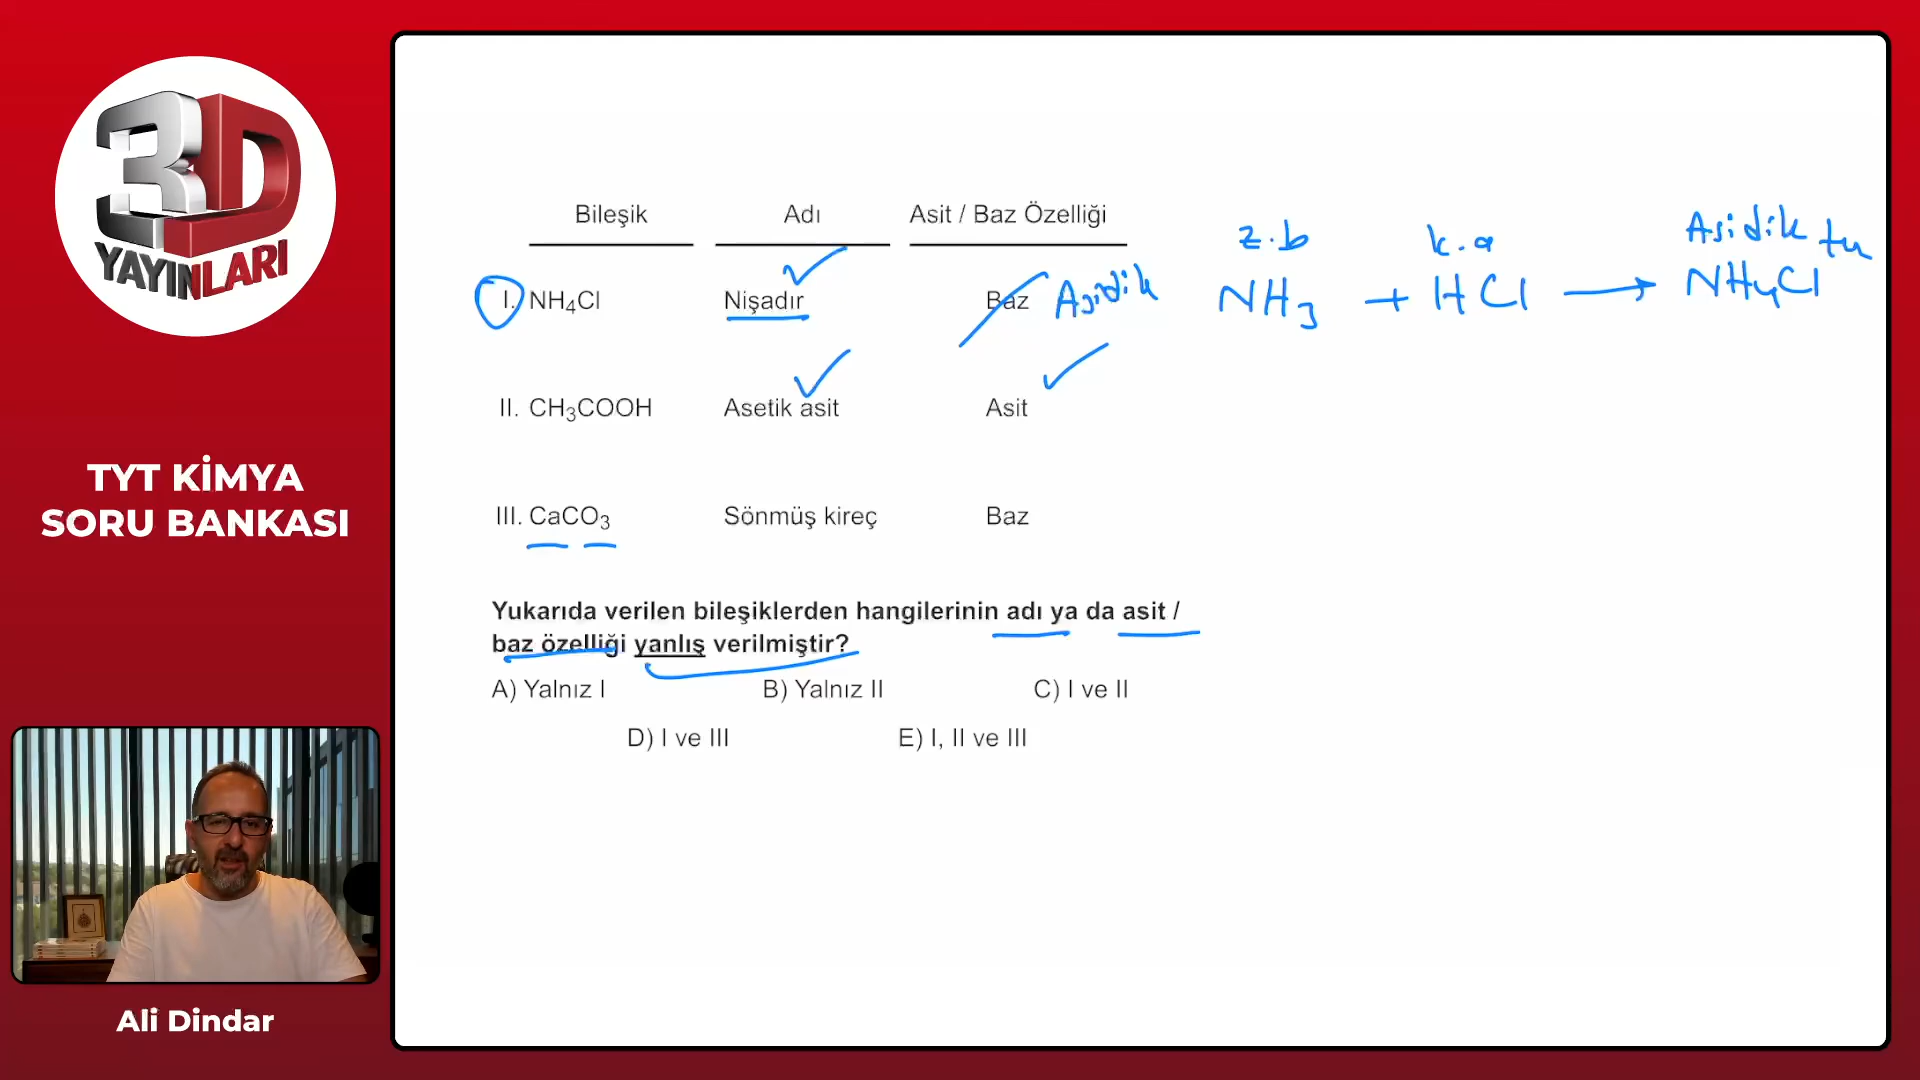 3D
YAYINLARI
TYT KİMYA
SORU BANKASI
Ali Dindar
Bileşik Adı Asit / Baz Özelliği
I. NH₄Cl Nişadır Baz Asidik
z.b k.a Asidik tu
NH₃ + HCl → NH₄Cl
II. CH₃COOH Asetik asit Asit
III. CaCO₃ Sönmüş kireç Baz
Yukarıda verilen bileşiklerden hangilerinin adı ya da asit /
baz özelliği yanlış verilmiştir?
A) Yalnız I B) Yalnız II C) I ve II
D) I ve III E) I, II ve III